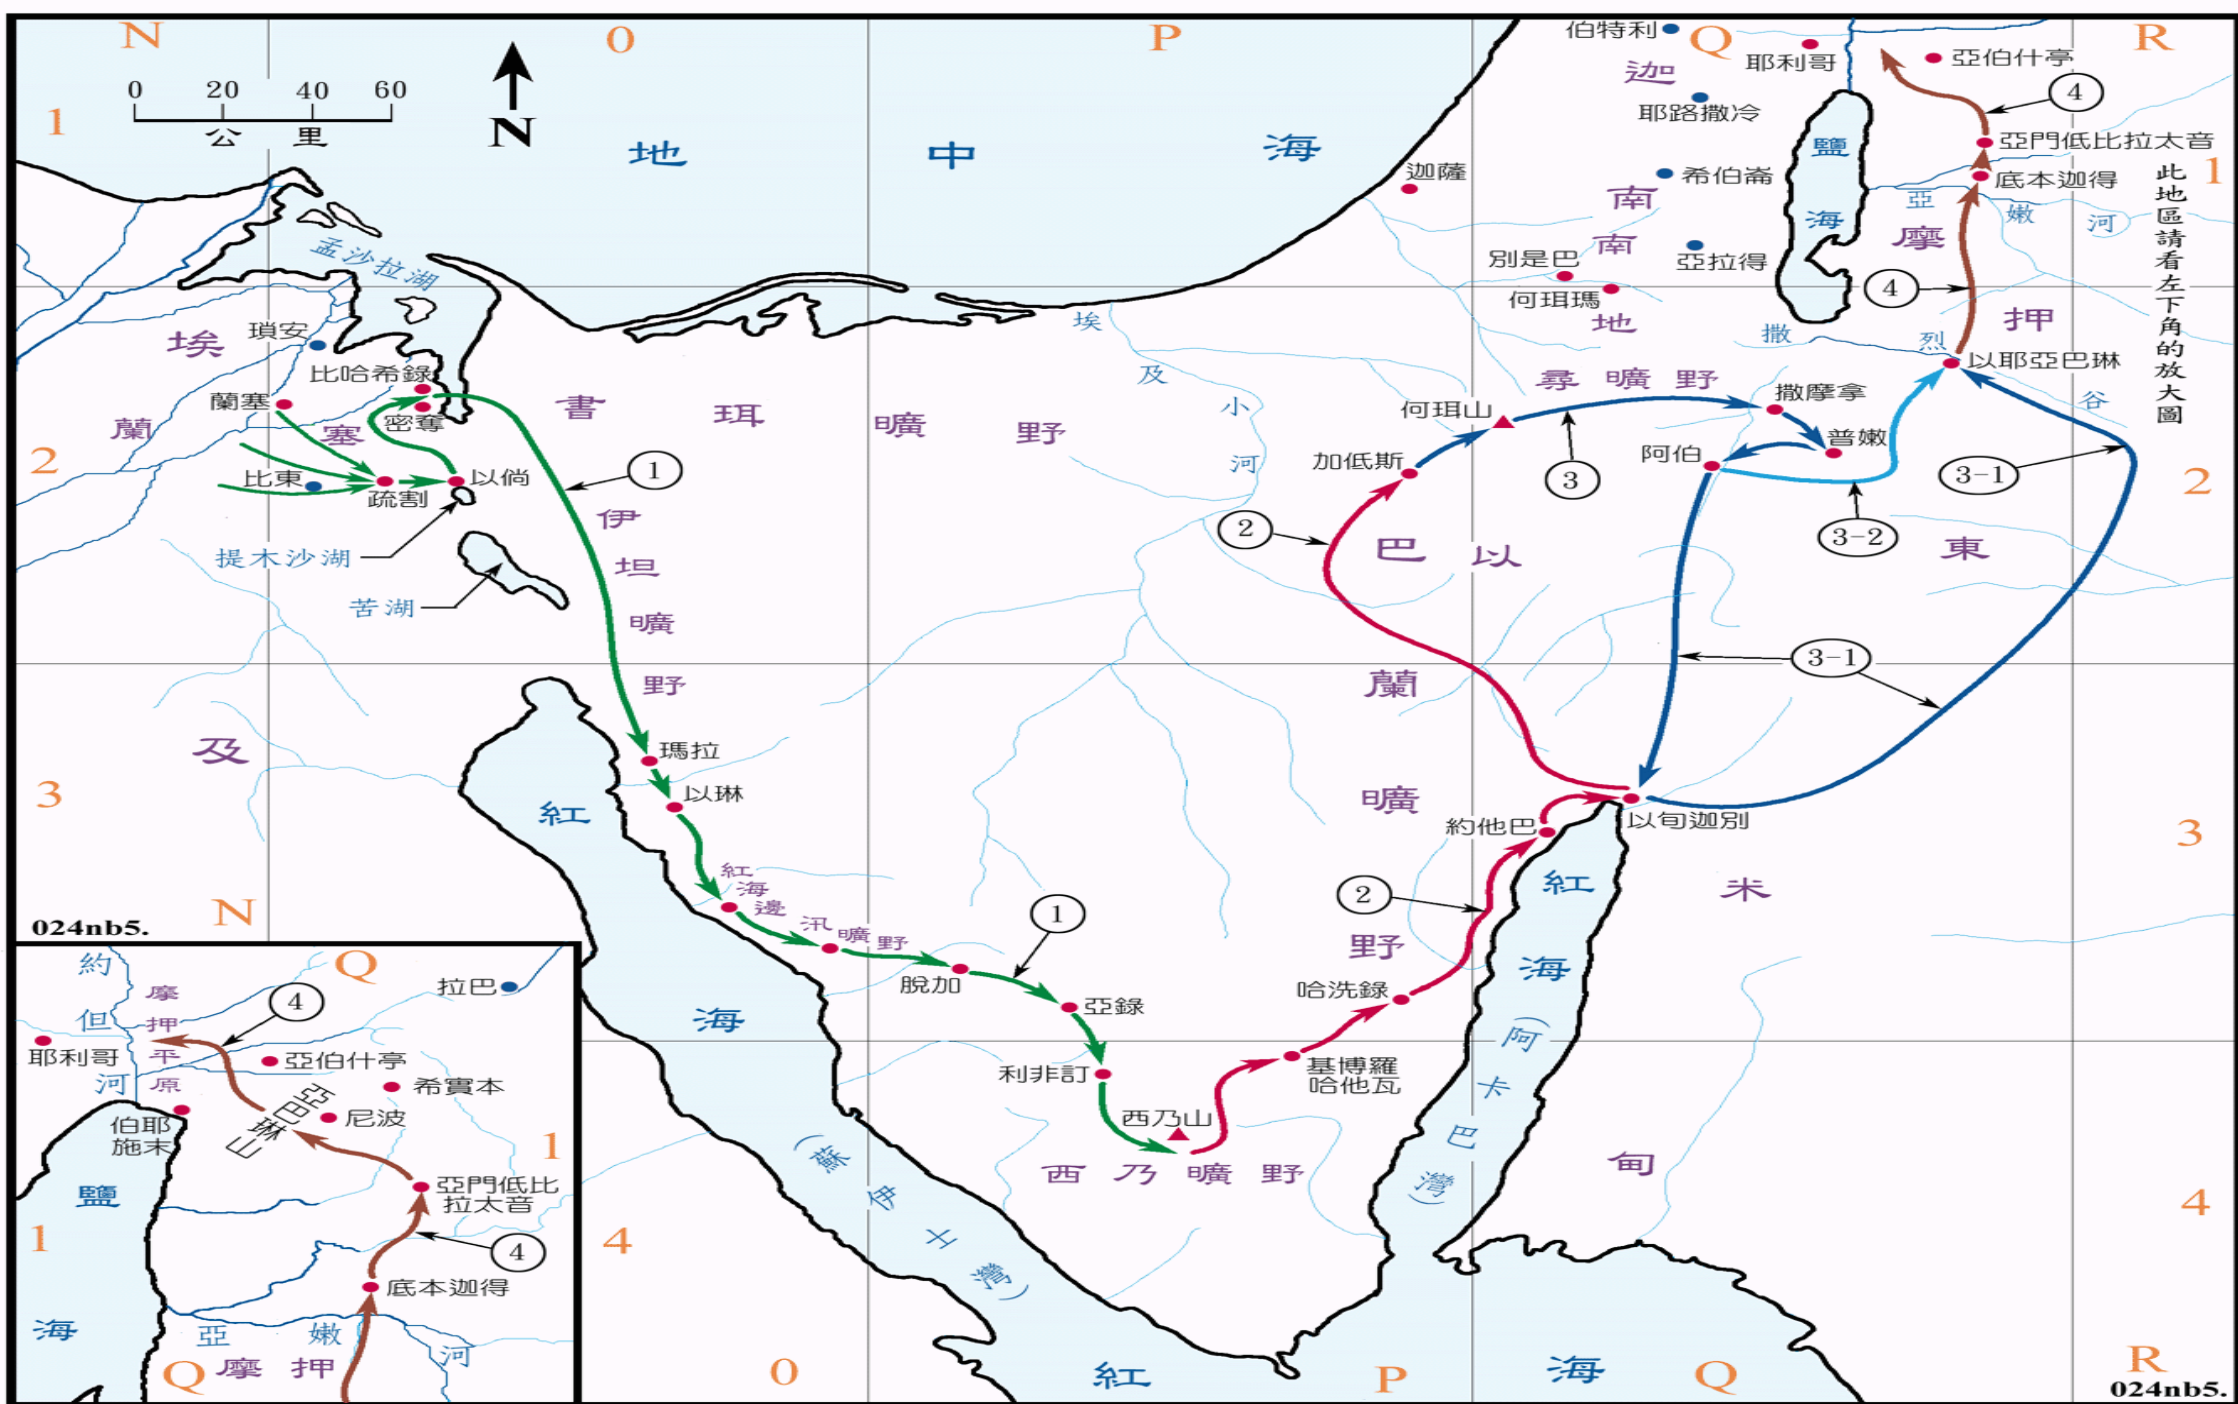 N
O
P
Q
R
伯特利
耶利哥
亞伯什亭
迦
0 20 40 60
公里
N
耶路撒冷
4
1
地中海
鹽海
亞門低比拉太音
迦薩
希伯崙
底本迦得
1
此地區請看左下角的放大圖
南
亞嫩河
孟沙拉湖
南
亞拉得
摩押
別是巴
何珥瑪
4
地
埃及小河
撒烈谷
瑣安
埃及
以耶亞巴琳
比哈希錄
尋曠野
撒摩拿
蘭塞
密奪
書珥曠野
何珥山
普嫩
蘭塞
2
比東
疏割
以倘
1
加低斯
阿伯
3
3-1
2
伊坦曠野
2
3-2
提木沙湖
巴蘭曠野
以東
苦湖
3-1
瑪拉
3
以琳
紅海
約他巴
以旬迦別
3
紅海邊
汛曠野
2
紅海
米甸
N
024nb5.
1
脫加
哈洗錄
亞錄
海
(阿卡巴灣)
利非訂
基博羅
哈他瓦
西乃山
西乃曠野
(蘇伊士灣)
4
4
紅海
O
P
Q
R
024nb5.
約但河
Q
拉巴
摩押平原
4
耶利哥
亞伯什亭
希實本
亞巴琳山
尼波
伯耶
施末
1
鹽海
亞門低比
拉太音
1
4
底本迦得
亞嫩河
Q
摩押